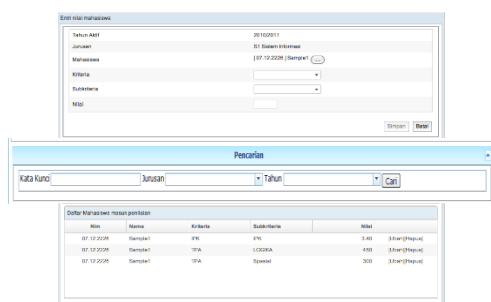 Entri nilai mahasiswa
Tahun Aktif 2010/2011
Jurusan S1 Sistem Informasi
Mahasiswa | 07.12.2226 | Sample1 ...
Kriteria
Subkriteria
Nilai
Simpan Batal
Pencarian
Kata Kunci Jurusan Tahun Cari
Daftar Mahasiswa masuk penilaian
Nim Nama Kriteria Subkriteria Nilai
07.12.2226 Sample1 IPK IPK 3.40 |Ubah||Hapus|
07.12.2226 Sample1 TPA LOGIKA 450 |Ubah||Hapus|
07.12.2226 Sample1 TPA Spasial 300 |Ubah||Hapus|